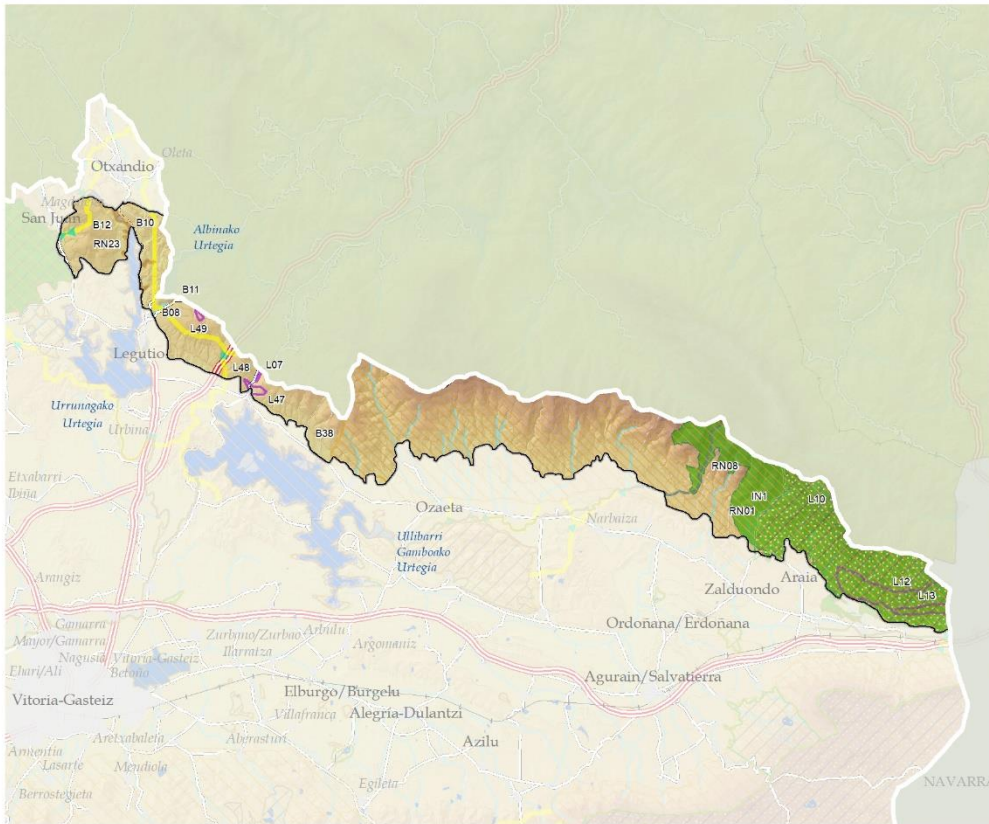 Oleta
Otxandio
San Juan
B12
B10
RN23
Albinako
Urtegia
B11
B08
L49
Legutio
L48
L07
L47
Urrunagako
Urtegia
Urbina
B38
RN08
Etxabarri
Ibiña
IN1
L10
RN01
Ozaeta
Narbaiza
Ullibarri
Gamboako
Urtegia
Arangiz
Araia
L12
Zalduondo
L13
Gamarra
Mayor/Gamarra
Nagusia
Zurbano/Zurbao
Ilarratza
Arbulu
Argomaniz
Ordoñana/Erdoñana
Ehari/Ali
Vitoria-Gasteiz
Betoño
Agurain/Salvatierra
Vitoria-Gasteiz
Elburgo/Burgelu
Villafranca
Alegría-Dulantzi
Armentia
Aretxabaleta
Aberasturi
Azilu
Lasarte
Mendiola
Berrostegieta
Egileta
NAVARRA